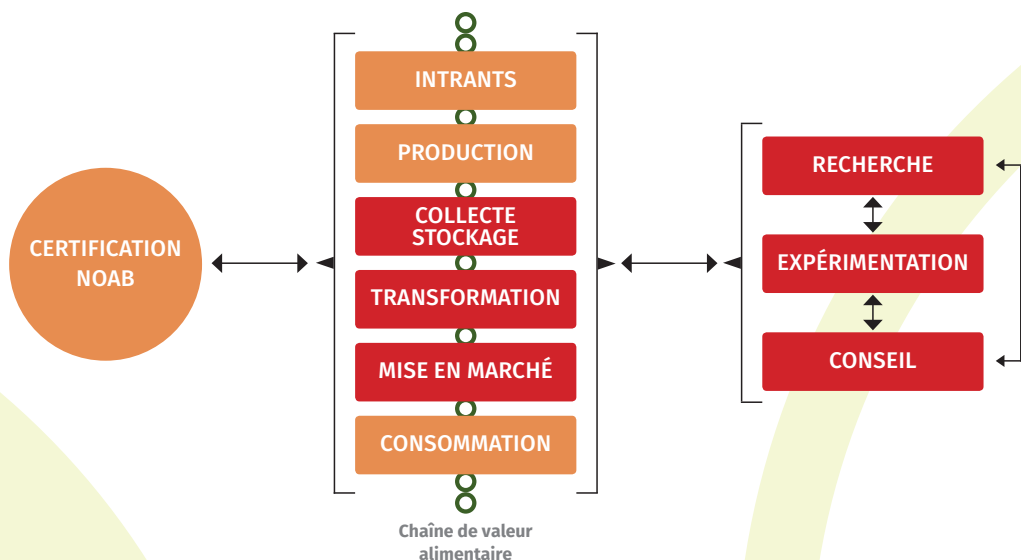 CERTIFICATION
NOAB
INTRANTS
PRODUCTION
COLLECTE
STOCKAGE
TRANSFORMATION
MISE EN MARCHÉ
CONSOMMATION
Chaîne de valeur
alimentaire
RECHERCHE
EXPÉRIMENTATION
CONSEIL